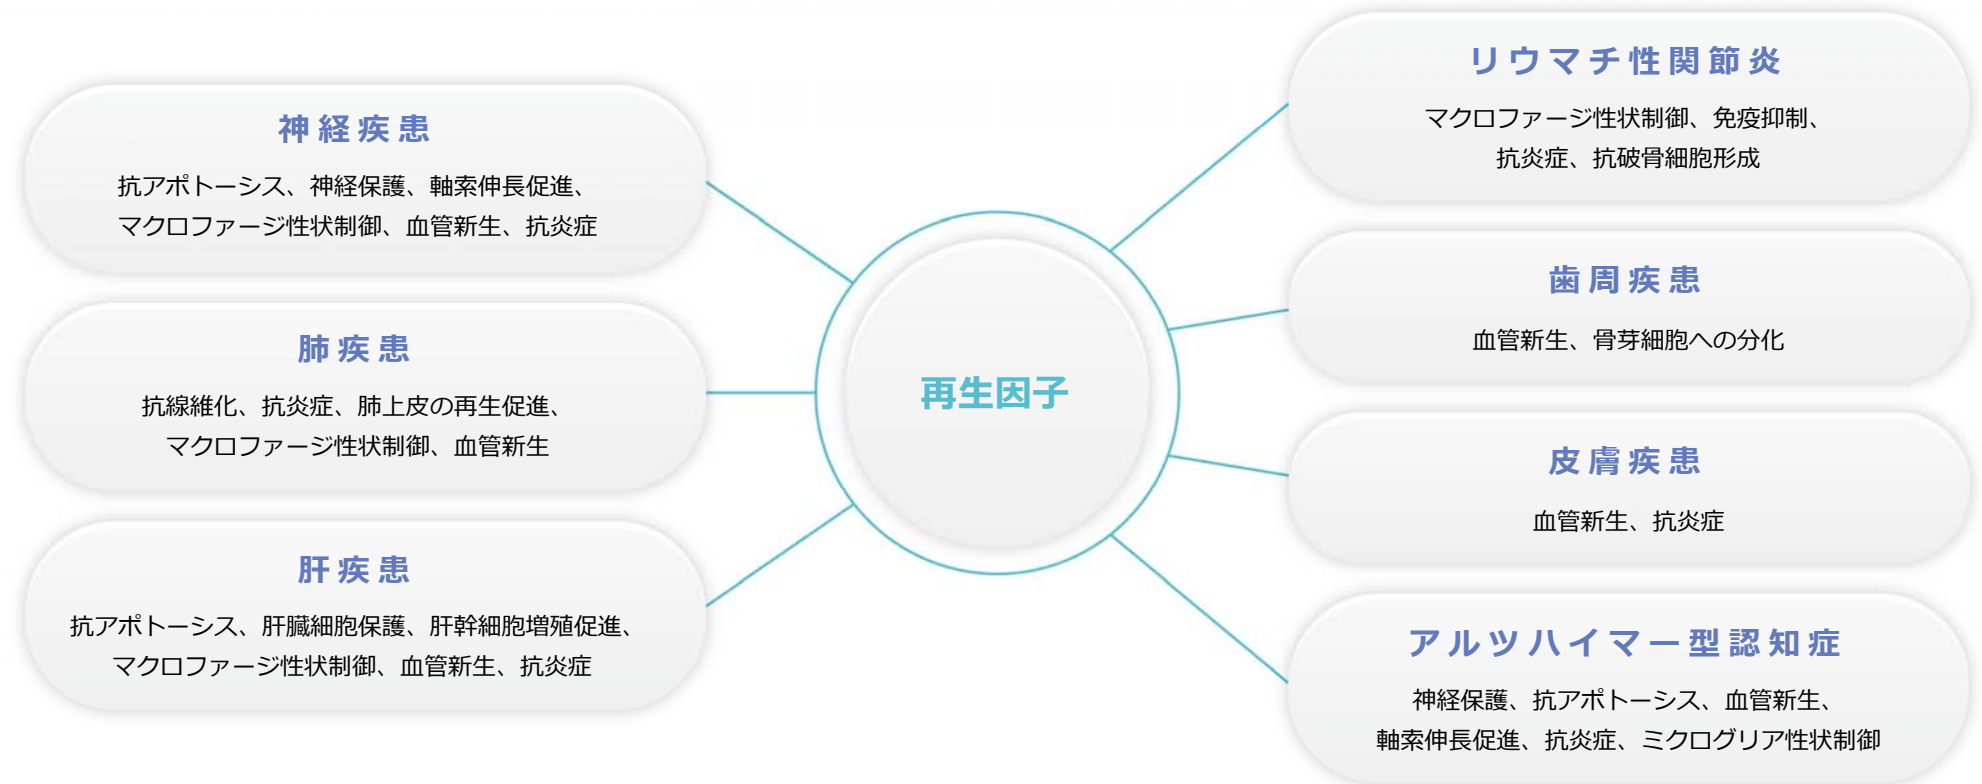 神経疾患
抗アポトーシス、神経保護、軸索伸長促進、
マクロファージ性状制御、血管新生、抗炎症
肺疾患
抗線維化、抗炎症、肺上皮の再生促進、
マクロファージ性状制御、血管新生
肝疾患
抗アポトーシス、肝臓細胞保護、肝幹細胞増殖促進、
マクロファージ性状制御、血管新生、抗炎症
再生因子
リウマチ性関節炎
マクロファージ性状制御、免疫抑制、
抗炎症、抗破骨細胞形成
歯周疾患
血管新生、骨芽細胞への分化
皮膚疾患
血管新生、抗炎症
アルツハイマー型認知症
神経保護、抗アポトーシス、血管新生、
軸索伸長促進、抗炎症、ミクログリア性状制御